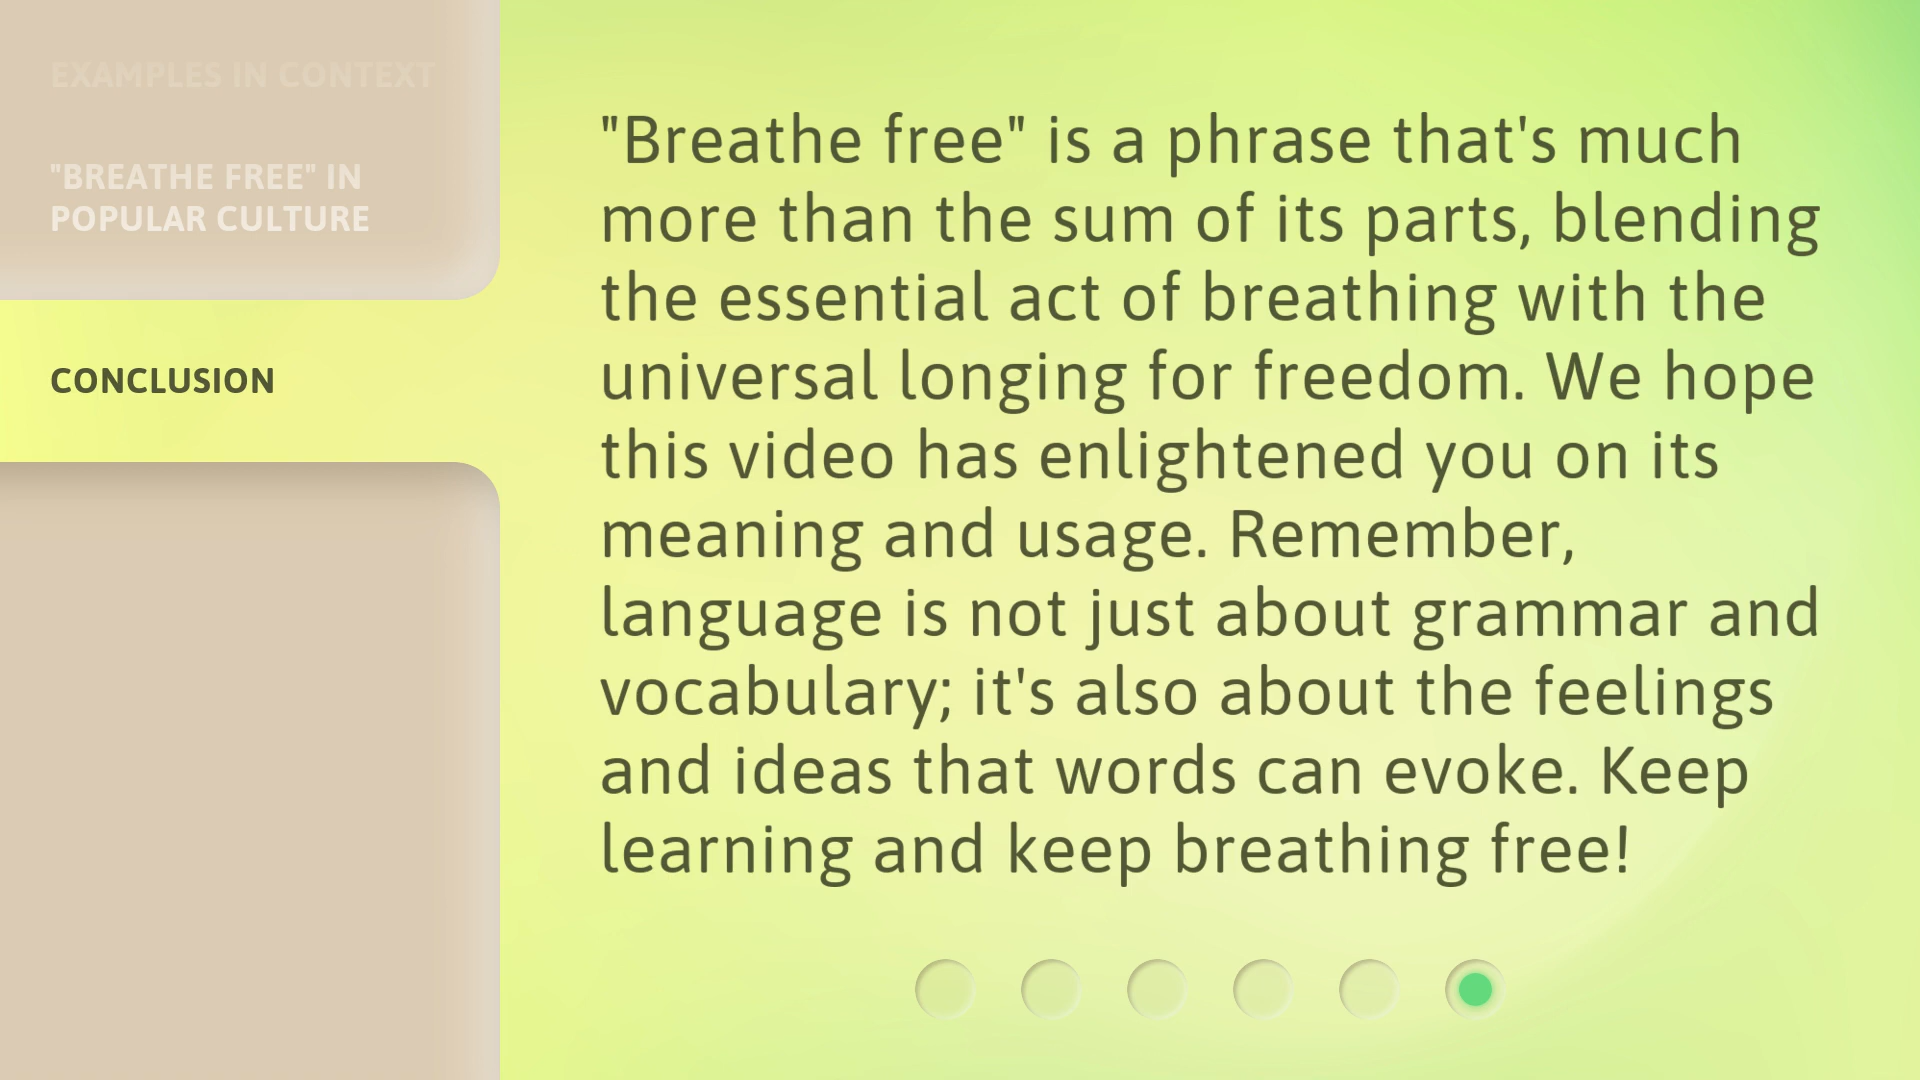 EXAMPLES IN CONTEXT
"BREATHE FREE" IN
POPULAR CULTURE
CONCLUSION
"Breathe free" is a phrase that's much
more than the sum of its parts, blending
the essential act of breathing with the
universal longing for freedom. We hope
this video has enlightened you on its
meaning and usage. Remember,
language is not just about grammar and
vocabulary; it's also about the feelings
and ideas that words can evoke. Keep
learning and keep breathing free!